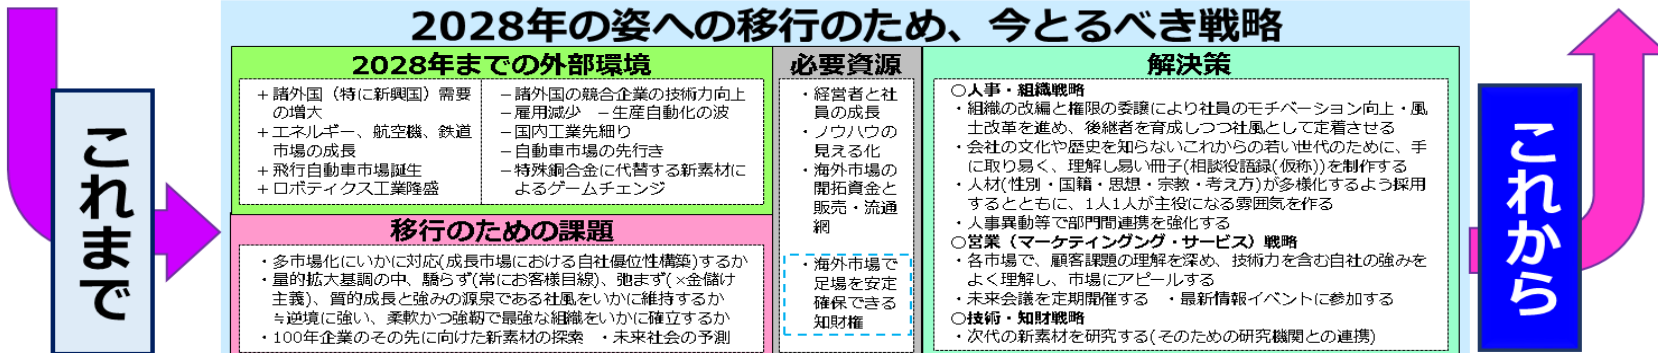 2028年の姿への移行のため、今とるべき戦略
これまで
2028年までの外部環境
＋諸外国（特に新興国）需要
の増大
＋エネルギー、航空機、鉄道
市場の成長
＋飛行自動車市場誕生
＋ロボティクス工業隆盛
－諸外国の競合企業の技術力向上
－雇用減少　－生産自動化の波
－国内工業先細り
－自動車市場の先行き
－特殊銅合金に代替する新素材に
よるゲームチェンジ
移行のための課題
・多市場化にいかに対応(成長市場における自社優位性構築)するか
・量的拡大基調の中、驕らず(常にお客様目線)、弛まず(×金儲け
主義)、質的成長と強みの源泉である社風をいかに維持するか
≒逆境に強い、柔軟かつ強靭で最強な組織をいかに確立するか
・100年企業のその先に向けた新素材の探索　・未来社会の予測
必要資源
・経営者と社
員の成長
・ノウハウの
見える化
・海外市場の
開拓資金と
販売・流通
網
・海外市場で
足場を安定
確保できる
知財権
解決策
○人事・組織戦略
・組織の改編と権限の委譲により社員のモチベーション向上・風
土改革を進め、後継者を育成しつつ社風として定着させる
・会社の文化や歴史を知らないこれからの若い世代のために、手
に取り易く、理解し易い冊子(相談役語録(仮称))を制作する
・人材(性別・国籍・思想・宗教・考え方)が多様化するよう採用
するとともに、1人1人が主役になる雰囲気を作る
・人事異動等で部門間連携を強化する
○営業（マーケティングング・サービス）戦略
・各市場で、顧客課題の理解を深め、技術力を含む自社の強みを
よく理解し、市場にアピールする
・未来会議を定期開催する　・最新情報イベントに参加する
○技術・知財戦略
・次代の新素材を研究する(そのための研究機関との連携)
これから